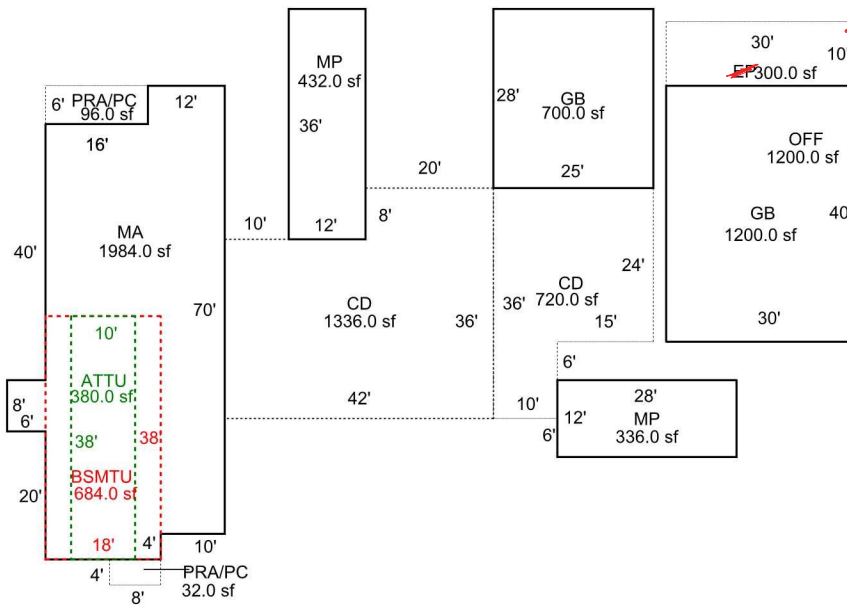 6'
PRA/PC
96.0 sf
12'
16'
MP
432.0 sf
36'
12'
28'
GB
700.0 sf
25'
30'
10'
EP 300.0 sf
OFF
1200.0 sf
40'
GB
1200.0 sf
30'
20'
8'
10'
MA
1984.0 sf
40'
70'
CD
1336.0 sf
36'
42'
36'
CD
720.0 sf
24'
15'
6'
10'
12'
6'
28'
MP
336.0 sf
10'
ATTU
380.0 sf
38'
38'
8'
6'
BSMTU
684.0 sf
20'
18'
4'
10'
4'
8'
PRA/PC
32.0 sf